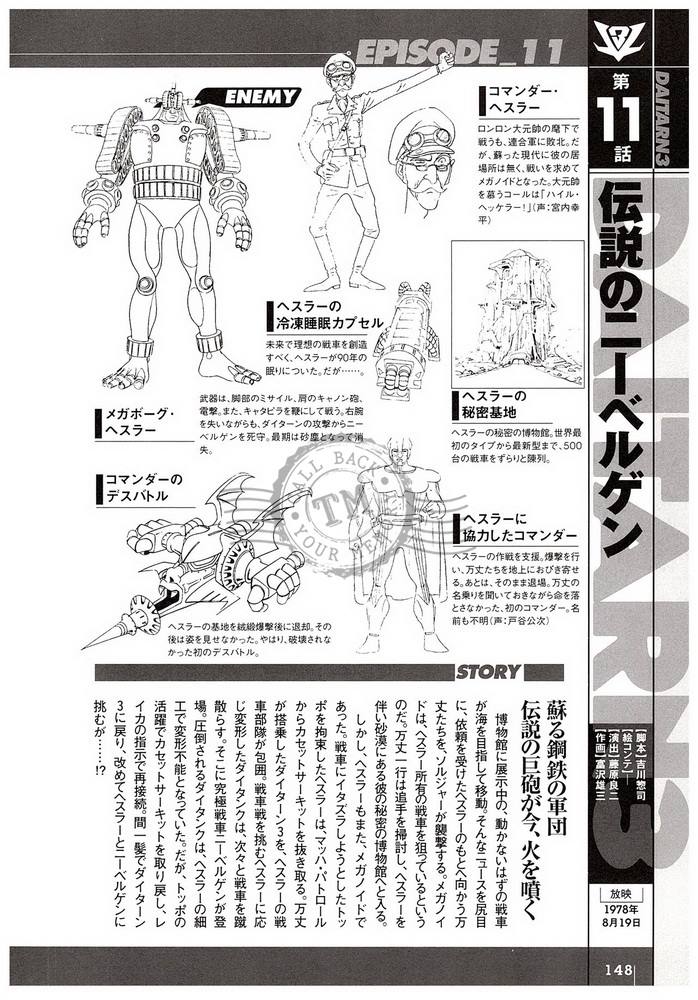 EPISODE_11
DAITARN3
第
11
話
伝説のニーベルゲン
DAITARN3
ENEMY
コマンダー・
ヘスラー
ロンロン大元帥の麾下で
戦うも、連合軍に敗北。だ
が、蘇った現代に彼の居
場所は無く、戦いを求めて
メガノイドとなった。大元帥
を慕うコールは「ハイル・
ヘッケラー!」(声:宮内幸
平)
ヘスラーの
冷凍睡眠カプセル
未来で理想の戦車を創造
すべく、ヘスラーが90年の
眠りについた。だが……。
メガボーグ・
ヘスラー
武器は、脚部のミサイル、肩のキャノン砲、
電撃。また、キャタピラを鞭にして戦う。右腕
を失いながらも、ダイターンの攻撃からニー
ベルゲンを死守。最期は砂塵となって消
失。
ヘスラーの
秘密基地
ヘスラーの秘密の博物館。世界最
初のタイプから最新型まで、500
台の戦車をずらりと陳列。
コマンダーの
デスバトル
ヘスラーの基地を絨緞爆撃後に退却。その
後は姿を見せなかった。やはり、破壊されな
かった初のデスバトル。
ヘスラーに
協力したコマンダー
ヘスラーの作戦を支援。爆撃を行
い、万丈たちを地上におびき寄せ
る。あとは、そのまま退場。万丈の
名乗りを聞いておきながら命を落
とさなかった、初のコマンダー。名
前も不明(声:戸谷公次)
ALL BACK
TM
YOUR
STORY
蘇る鋼鉄の軍団
伝説の巨砲が今、火を噴く
博物館に展示中の、動かないはずの戦車
が海を目指して移動。そんなニュースを尻目
に、依頼を受けたヘスラーのもとへ向かう万
丈たちを、ソルジャーが襲撃する。メガノイ
ドは、ヘスラー所有の戦車を狙っているという
のだ。万丈一行は追手を掃討し、ヘスラーを
伴い砂漠にある彼の秘密の博物館へと入る。
しかし、ヘスラーもまた、メガノイドで
あった。戦車にイタズラしようとしたトッ
ポを拘束したヘスラーは、マッハ・パトロール
からカセットサーキットを抜き取る。万丈
が搭乗したダイターン3を、ヘスラーの戦
車部隊が包囲。戦車戦を挑むヘスラーに応
じ変形したダイタンクは、次々と戦車を蹴
散らす。そこに究極戦車ニーベルゲンが登
場。圧倒されるダイタンクは、ヘスラーの細
工で変形不能となっていた。だが、トッポの
活躍でカセットサーキットを取り戻し、レ
イカの指示で再接続。間一髪でダイターン
3に戻り、改めてヘスラーとニーベルゲンに
挑むが……!?
[脚本]吉川惣司
[絵コンテ]―
[演出]藤原良二
[作画]富沢雄三
放映
1978年
8月19日
148